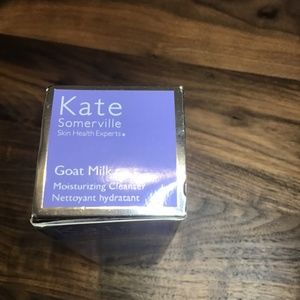 Kate
Somerville
Skin Health Experts
Goat Milk
Moisturizing Cleanser
Nettoyant hydratant